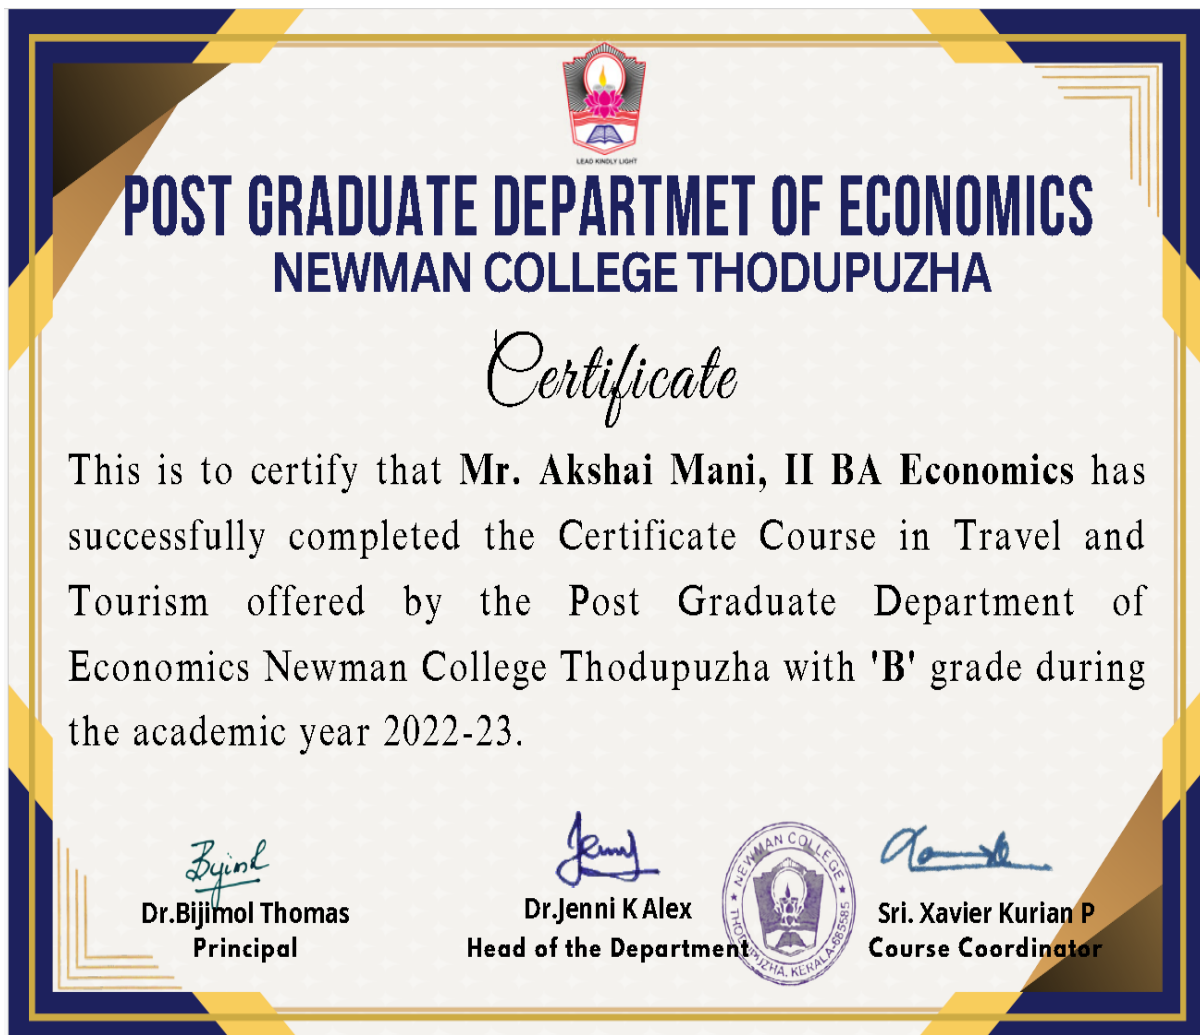 LEAD KINDLY LIGHT
POST GRADUATE DEPARTMET OF ECONOMICS
NEWMAN COLLEGE THODUPUZHA
Certificate
This is to certify that Mr. Akshai Mani, II BA Economics has
successfully completed the Certificate Course in Travel and
Tourism offered by the Post Graduate Department of
Economics Newman College Thodupuzha with 'B' grade during
the academic year 2022-23.
Bijimol
Dr.Bijimol Thomas
Principal
Jenny
Dr.Jenni K Alex
Head of the Department
NEWMAN COLLEGE
THODUPUZHA, KERALA-685585
Sri. Xavier Kurian P
Course Coordinator